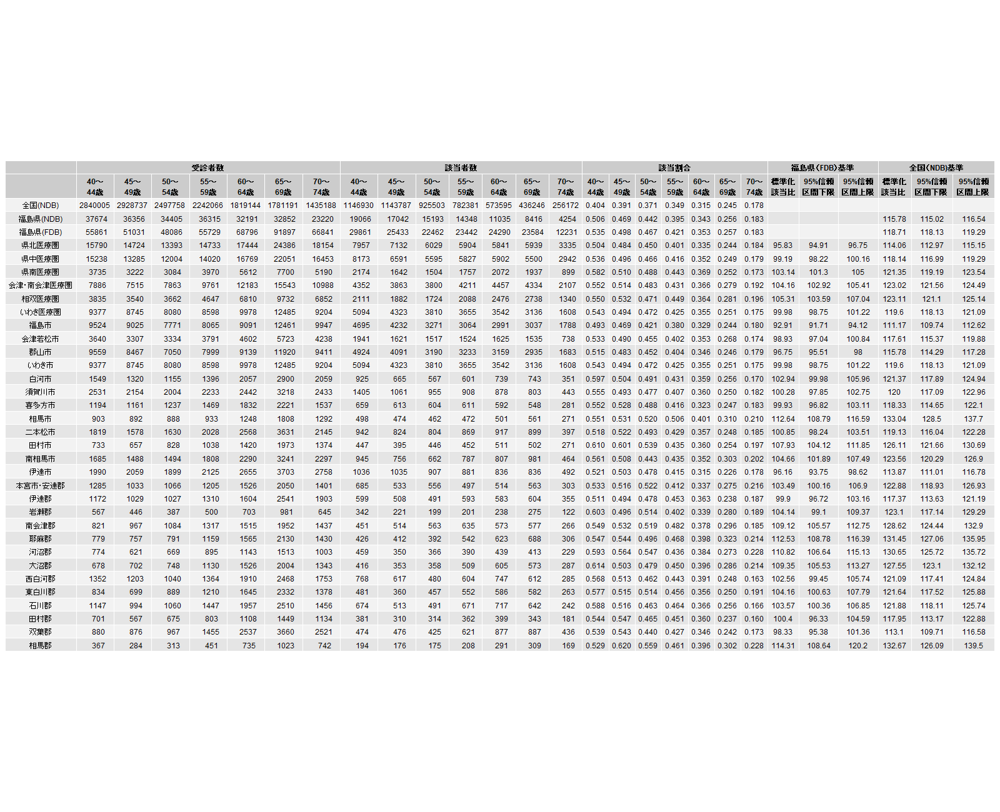 受診者数 該当者数 該当割合 福島県(FDB)基準 全国(NDB)基準
40～ 45～ 50～ 55～ 60～ 65～ 70～ 40～ 45～ 50～ 55～ 60～ 65～ 70～ 40～ 45～ 50～ 55～ 60～ 65～ 70～ 標準化 95%信頼 95%信頼 標準化 95%信頼 95%信頼
44歳 49歳 54歳 59歳 64歳 69歳 74歳 44歳 49歳 54歳 59歳 64歳 69歳 74歳 44歳 49歳 54歳 59歳 64歳 69歳 74歳 該当比 区間下限 区間上限 該当比 区間下限 区間上限
全国(NDB) 2840005 2928737 2497758 2242066 1819144 1781191 1435188 1146930 1143787 925503 782381 573595 436246 256172 0.404 0.391 0.371 0.349 0.315 0.245 0.178
福島県(NDB) 37674 36356 34405 36315 32191 32852 23220 19066 17042 15193 14348 11035 8416 4254 0.506 0.469 0.442 0.395 0.343 0.256 0.183 115.78 115.02 116.54
福島県(FDB) 55861 51031 48086 55729 68796 91897 66841 29861 25433 22462 23442 24290 23584 12231 0.535 0.498 0.467 0.421 0.353 0.257 0.183 118.71 118.13 119.29
県北医療圏 15790 14724 13393 14733 17444 24386 18154 7957 7132 6029 5904 5841 5939 3335 0.504 0.484 0.450 0.401 0.335 0.244 0.184 95.83 94.91 96.75 114.06 112.97 115.15
県中医療圏 15238 13285 12004 14020 16769 22051 16453 8173 6591 5595 5827 5902 5500 2942 0.536 0.496 0.466 0.416 0.352 0.249 0.179 99.19 98.22 100.16 118.14 116.99 119.29
県南医療圏 3735 3222 3084 3970 5612 7700 5190 2174 1642 1504 1757 2072 1937 899 0.582 0.510 0.488 0.443 0.369 0.252 0.173 103.14 101.3 105 121.35 119.19 123.54
会津・南会津医療圏 7886 7515 7863 9761 12183 15543 10988 4352 3863 3800 4211 4457 4334 2107 0.552 0.514 0.483 0.431 0.366 0.279 0.192 104.16 102.92 105.41 123.02 121.56 124.49
相双医療圏 3835 3540 3662 4647 6810 9732 6852 2111 1882 1724 2088 2476 2738 1340 0.550 0.532 0.471 0.449 0.364 0.281 0.196 105.31 103.59 107.04 123.11 121.1 125.14
いわき医療圏 9377 8745 8080 8598 9978 12485 9204 5094 4323 3810 3655 3542 3136 1608 0.543 0.494 0.472 0.425 0.355 0.251 0.175 99.98 98.75 101.22 119.6 118.13 121.09
福島市 9524 9025 7771 8065 9091 12461 9947 4695 4232 3271 3064 2991 3037 1788 0.493 0.469 0.421 0.380 0.329 0.244 0.180 92.91 91.71 94.12 111.17 109.74 112.62
会津若松市 3640 3307 3334 3791 4602 5723 4238 1941 1621 1517 1524 1625 1535 738 0.533 0.490 0.455 0.402 0.353 0.268 0.174 98.93 97.04 100.84 117.61 115.37 119.88
郡山市 9559 8467 7050 7999 9139 11920 9411 4924 4091 3190 3233 3159 2935 1683 0.515 0.483 0.452 0.404 0.346 0.246 0.179 96.75 95.51 98 115.78 114.29 117.28
いわき市 9377 8745 8080 8598 9978 12485 9204 5094 4323 3810 3655 3542 3136 1608 0.543 0.494 0.472 0.425 0.355 0.251 0.175 99.98 98.75 101.22 119.6 118.13 121.09
白河市 1549 1320 1155 1396 2057 2900 2059 925 665 567 601 739 743 351 0.597 0.504 0.491 0.431 0.359 0.256 0.170 102.94 99.98 105.96 121.37 117.89 124.94
須賀川市 2531 2154 2004 2233 2442 3218 2433 1405 1061 955 908 878 803 443 0.555 0.493 0.477 0.407 0.360 0.250 0.182 100.28 97.85 102.75 120 117.09 122.96
喜多方市 1194 1161 1237 1469 1832 2221 1537 659 613 604 611 592 548 281 0.552 0.528 0.488 0.416 0.323 0.247 0.183 99.93 96.82 103.11 118.33 114.65 122.1
相馬市 903 892 888 933 1248 1808 1292 498 474 462 472 501 561 271 0.551 0.531 0.520 0.506 0.401 0.310 0.210 112.64 108.79 116.59 133.04 128.5 137.7
二本松市 1819 1578 1630 2028 2568 3631 2145 942 824 804 869 917 899 397 0.518 0.522 0.493 0.429 0.357 0.248 0.185 100.85 98.24 103.51 119.13 116.04 122.28
田村市 733 657 828 1038 1420 1973 1374 447 395 446 452 511 502 271 0.610 0.601 0.539 0.435 0.360 0.254 0.197 107.93 104.12 111.85 126.11 121.66 130.69
南相馬市 1685 1488 1494 1808 2290 3241 2297 945 756 662 787 807 981 464 0.561 0.508 0.443 0.435 0.352 0.303 0.202 104.66 101.89 107.49 123.56 120.29 126.9
伊達市 1990 2059 1899 2125 2655 3703 2758 1036 1035 907 881 836 836 492 0.521 0.503 0.478 0.415 0.315 0.226 0.178 96.16 93.75 98.62 113.87 111.01 116.78
本宮市・安達郡 1285 1033 1066 1205 1526 2050 1401 685 533 556 497 514 563 303 0.533 0.516 0.522 0.412 0.337 0.275 0.216 103.49 100.16 106.9 122.88 118.93 126.93
伊達郡 1172 1029 1027 1310 1604 2541 1903 599 508 491 593 583 604 355 0.511 0.494 0.478 0.453 0.363 0.238 0.187 99.9 96.72 103.16 117.37 113.63 121.19
岩瀬郡 567 446 387 500 703 981 645 342 221 199 201 238 275 122 0.603 0.496 0.514 0.402 0.339 0.280 0.189 104.14 99.1 109.37 123.1 117.14 129.29
南会津郡 821 967 1084 1317 1515 1952 1437 451 514 563 635 573 577 266 0.549 0.532 0.519 0.482 0.378 0.296 0.185 109.12 105.57 112.75 128.62 124.44 132.9
耶麻郡 779 757 791 1159 1565 2130 1430 426 412 392 542 623 688 306 0.547 0.544 0.496 0.468 0.398 0.323 0.214 112.53 108.78 116.39 131.45 127.06 135.95
河沼郡 774 621 669 895 1143 1513 1003 459 350 366 390 439 413 229 0.593 0.564 0.547 0.436 0.384 0.273 0.228 110.82 106.64 115.13 130.65 125.72 135.72
大沼郡 678 702 748 1130 1526 2004 1343 416 353 358 509 605 573 287 0.614 0.503 0.479 0.450 0.396 0.286 0.214 109.35 105.53 113.27 127.55 123.1 132.12
西白河郡 1352 1203 1040 1364 1910 2468 1753 768 617 480 604 747 612 285 0.568 0.513 0.462 0.443 0.391 0.248 0.163 102.56 99.45 105.74 121.09 117.41 124.84
東白川郡 834 699 889 1210 1645 2332 1378 481 360 457 552 586 582 263 0.577 0.515 0.514 0.456 0.356 0.250 0.191 104.16 100.63 107.79 121.64 117.52 125.88
石川郡 1147 994 1060 1447 1957 2510 1456 674 513 491 671 717 642 242 0.588 0.516 0.463 0.464 0.366 0.256 0.166 103.57 100.36 106.85 121.88 118.11 125.74
田村郡 701 567 675 803 1108 1449 1134 381 310 314 362 399 343 181 0.544 0.547 0.465 0.451 0.360 0.237 0.160 100.4 96.33 104.59 117.95 113.17 122.88
双葉郡 880 876 967 1455 2537 3660 2521 474 476 425 621 877 887 436 0.539 0.543 0.440 0.427 0.346 0.242 0.173 98.33 95.38 101.36 113.1 109.71 116.58
相馬郡 367 284 313 451 735 1023 742 194 176 175 208 291 309 169 0.529 0.620 0.559 0.461 0.396 0.302 0.228 114.31 108.64 120.2 132.67 126.09 139.5